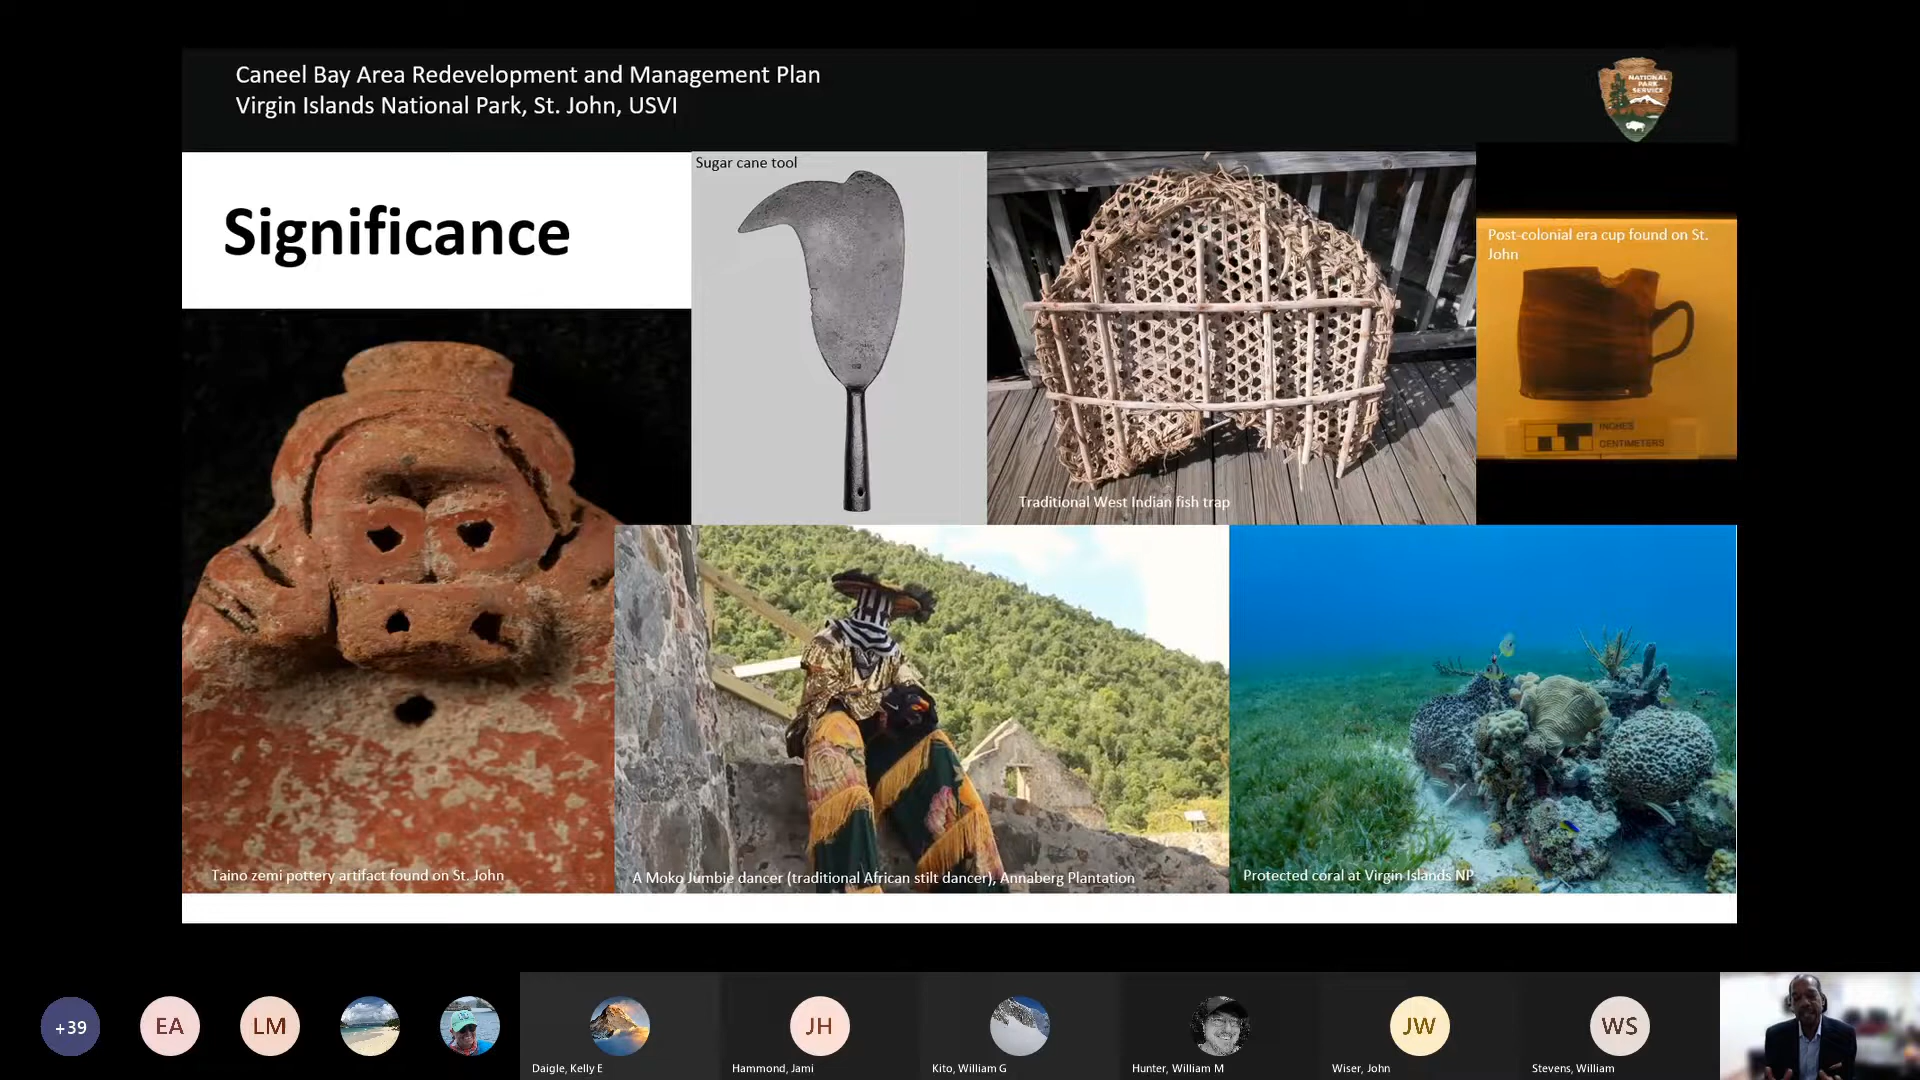 Caneel Bay Area Redevelopment and Management Plan
Virgin Islands National Park, St. John, USVI
NATIONAL
PARK
SERVICE
Significance
Sugar cane tool
Traditional West Indian fish trap
Post-colonial era cup found on St.
John
INCHES
CENTIMETERS
Taino zemi pottery artifact found on St. John
A Moko Jumbie dancer (traditional African stilt dancer), Annaberg Plantation
Protected coral at Virgin Islands NP
+39
EA
LM
JH
JW
WS
Daigle, Kelly E
Hammond, Jami
Kito, William G
Hunter, William M
Wiser, John
Stevens, William